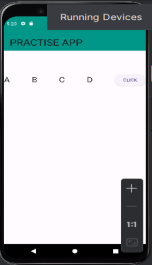 Running Devices
PRACTISE APP
A B C D CLICK
1:1